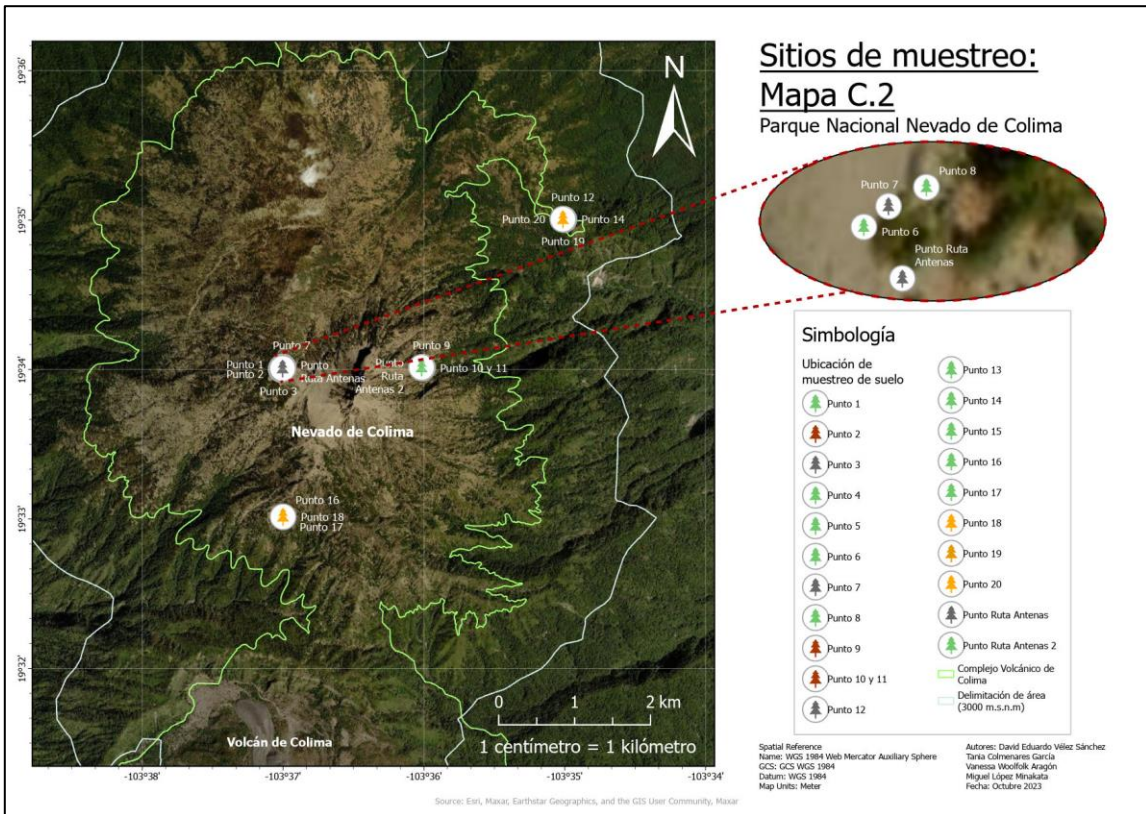 Sitios de muestreo:
Mapa C.2
Parque Nacional Nevado de Colima
N
19°36'
19°35'
19°34'
19°33'
19°32'
-103°38'
-103°37'
-103°36'
-103°35'
-103°34'
Punto 12
Punto 20
Punto 14
Punto 19
Punto 7
Punto 1
Punto 2
Punto
Ruta Antenas
Punto 3
Punto 9
Punto
Ruta
Antenas 2
Punto 10 y 11
Nevado de Colima
Punto 16
Punto 18
Punto 17
Volcán de Colima
0 1 2 km
1 centímetro = 1 kilómetro
Punto 8
Punto 7
Punto 6
Punto Ruta
Antenas
Simbología
Ubicación de
muestreo de suelo
Punto 1
Punto 2
Punto 3
Punto 4
Punto 5
Punto 6
Punto 7
Punto 8
Punto 9
Punto 10 y 11
Punto 12
Punto 13
Punto 14
Punto 15
Punto 16
Punto 17
Punto 18
Punto 19
Punto 20
Punto Ruta Antenas
Punto Ruta Antenas 2
Complejo Volcánico de
Colima
Delimitación de área
(3000 m.s.n.m)
Spatial Reference
Name: WGS 1984 Web Mercator Auxiliary Sphere
GCS: GCS WGS 1984
Datum: WGS 1984
Map Units: Meter
Autores: David Eduardo Vélez Sánchez
Tania Colmenares García
Vanessa Woolfolk Aragón
Miguel López Minakata
Fecha: Octubre 2023
Source: Esri, Maxar, Earthstar Geographics, and the GIS User Community, Maxar